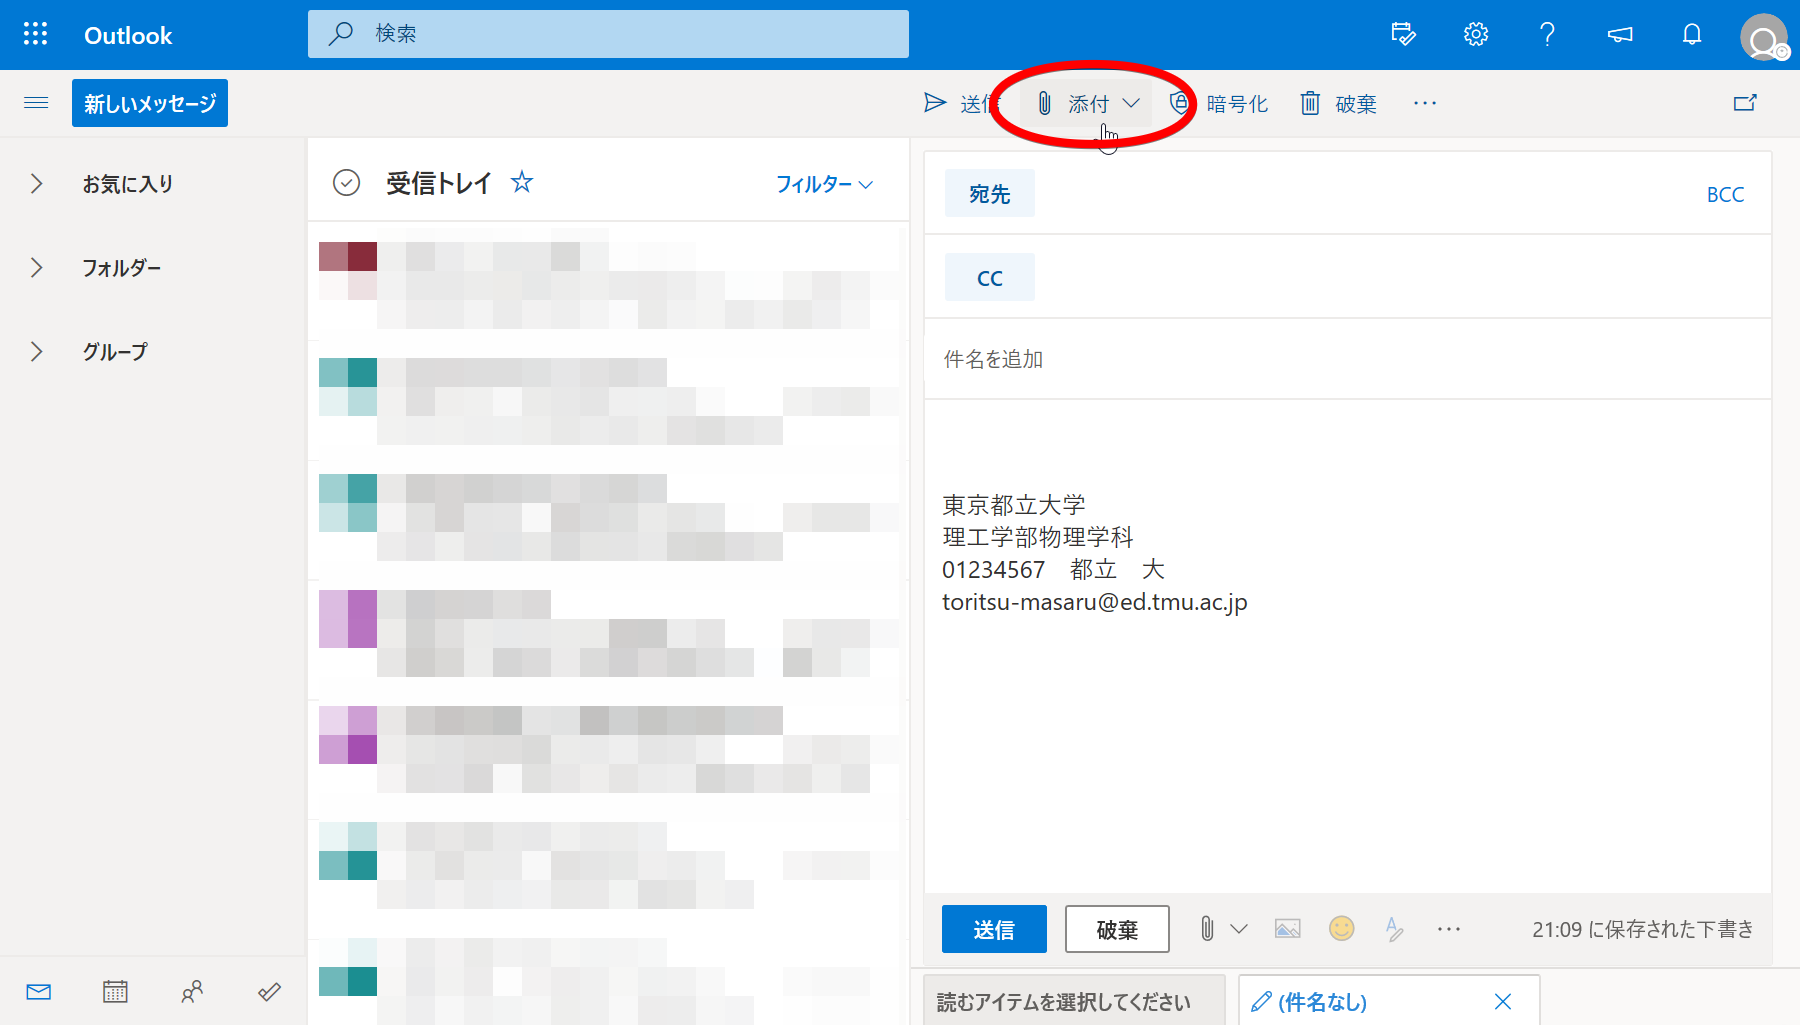 Outlook
検索
新しいメッセージ
送信
添付
暗号化
破棄
お気に入り
フォルダー
グループ
受信トレイ
フィルター
宛先
BCC
CC
件名を追加
東京都立大学
理工学部物理学科
01234567　都立　大
toritsu-masaru@ed.tmu.ac.jp
送信
破棄
21:09 に保存された下書き
読むアイテムを選択してください
(件名なし)